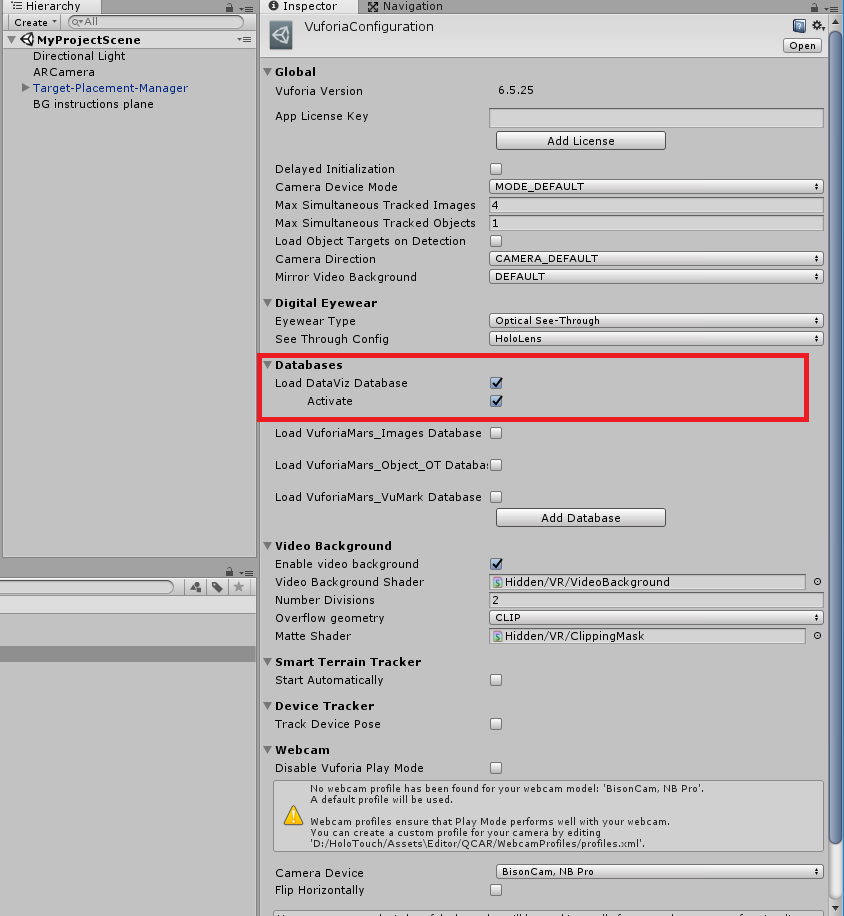 Hierarchy
Create
All
MyProjectScene
Directional Light
ARCamera
Target-Placement-Manager
BG instructions plane
Inspector
Navigation
VuforiaConfiguration
Open
Global
Vuforia Version 6.5.25
App License Key
Add License
Delayed Initialization
Camera Device Mode MODE_DEFAULT
Max Simultaneous Tracked Images 4
Max Simultaneous Tracked Objects 1
Load Object Targets on Detection
Camera Direction CAMERA_DEFAULT
Mirror Video Background DEFAULT
Digital Eyewear
Eyewear Type Optical See-Through
See Through Config HoloLens
Databases
Load DataViz Database
Activate
Load VuforiaMars_Images Database
Load VuforiaMars_Object_OT Databa
Load VuforiaMars_VuMark Database
Add Database
Video Background
Enable video background
Video Background Shader Hidden/VR/VideoBackground
Number Divisions 2
Overflow geometry CLIP
Matte Shader Hidden/VR/ClippingMask
Smart Terrain Tracker
Start Automatically
Device Tracker
Track Device Pose
Webcam
Disable Vuforia Play Mode
No webcam profile has been found for your webcam model: 'BisonCam, NB Pro'.
A default profile will be used.
Webcam profiles ensure that Play Mode performs well with your webcam.
You can create a custom profile for your camera by editing
'D:/HoloTouch/Assets\Editor/QCAR/WebcamProfiles/profiles.xml'.
Camera Device BisonCam, NB Pro
Flip Horizontally